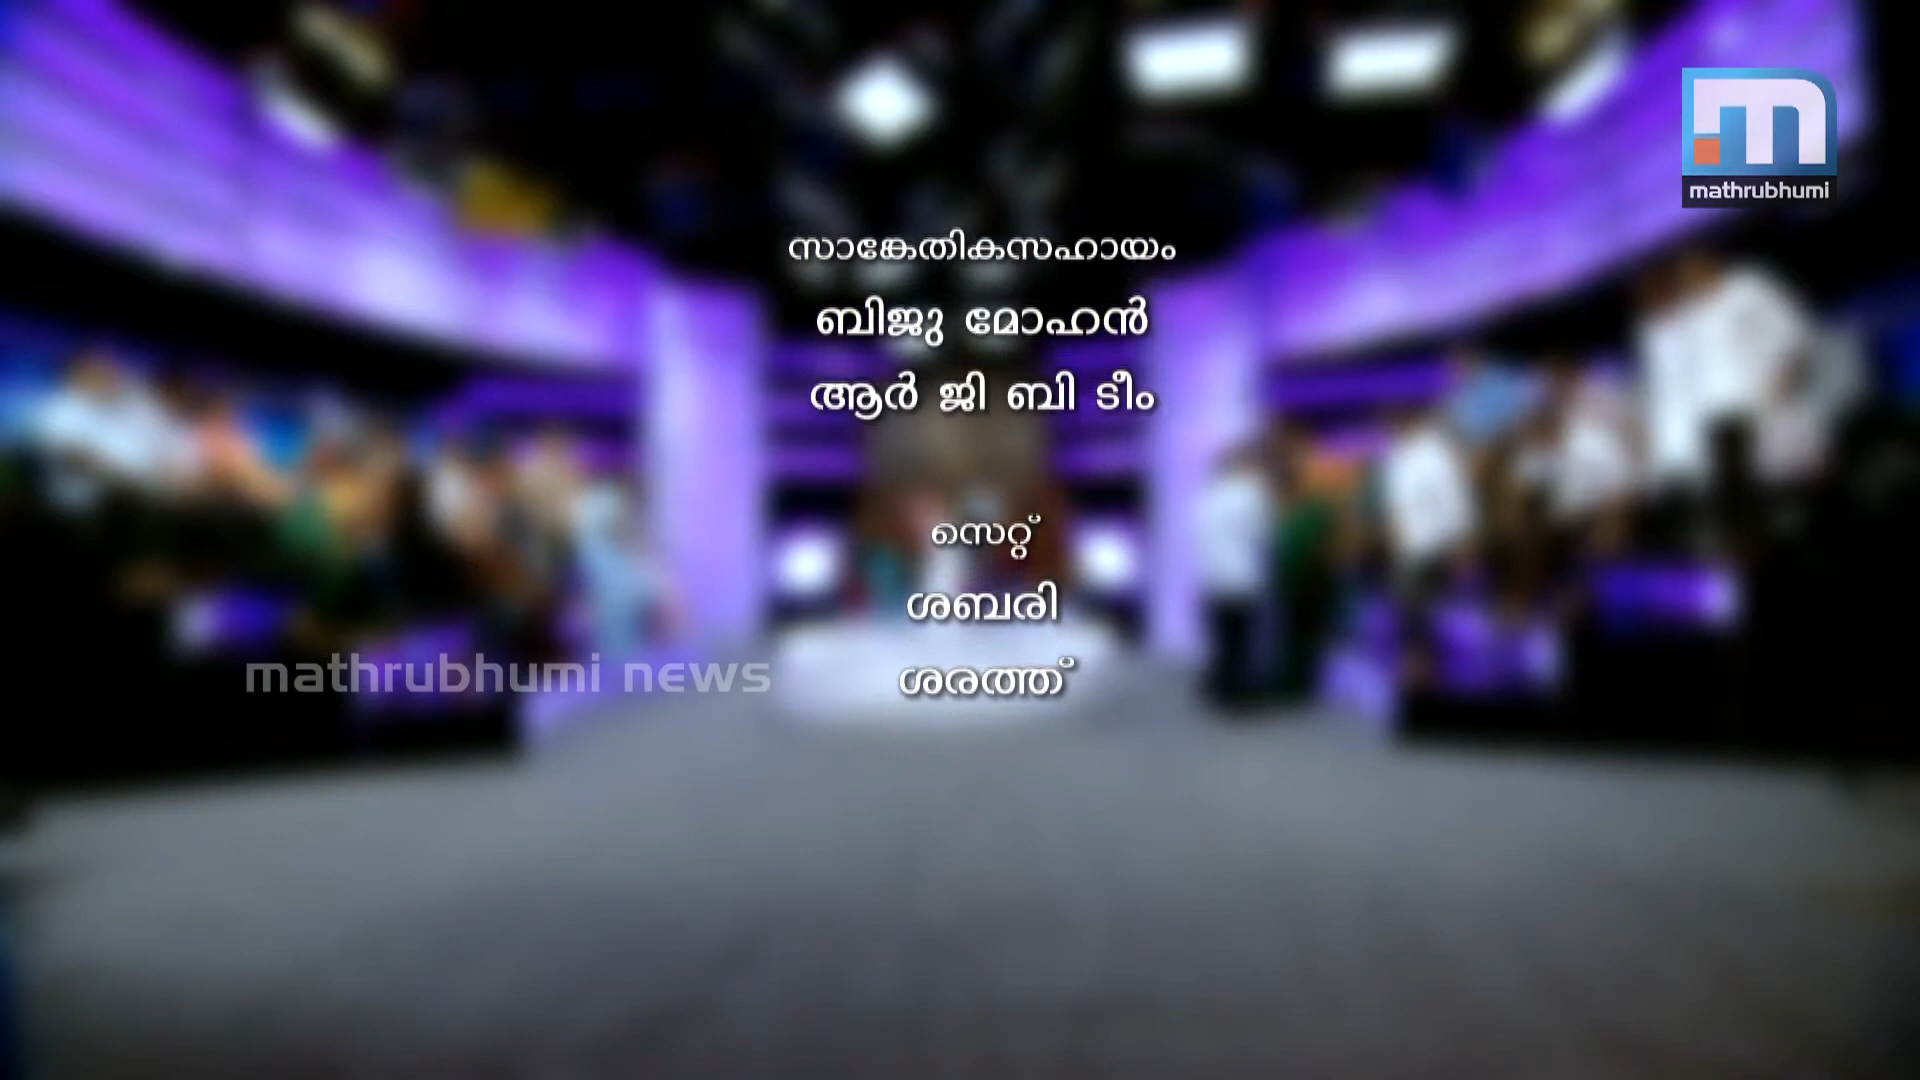 mathrubhumi
സാങ്കേതികസഹായം
ബിജു മോഹൻ
ആർ ജി ബി ടീം
സെറ്റ്
ശബരി
ശരത്ത്
mathrubhumi news